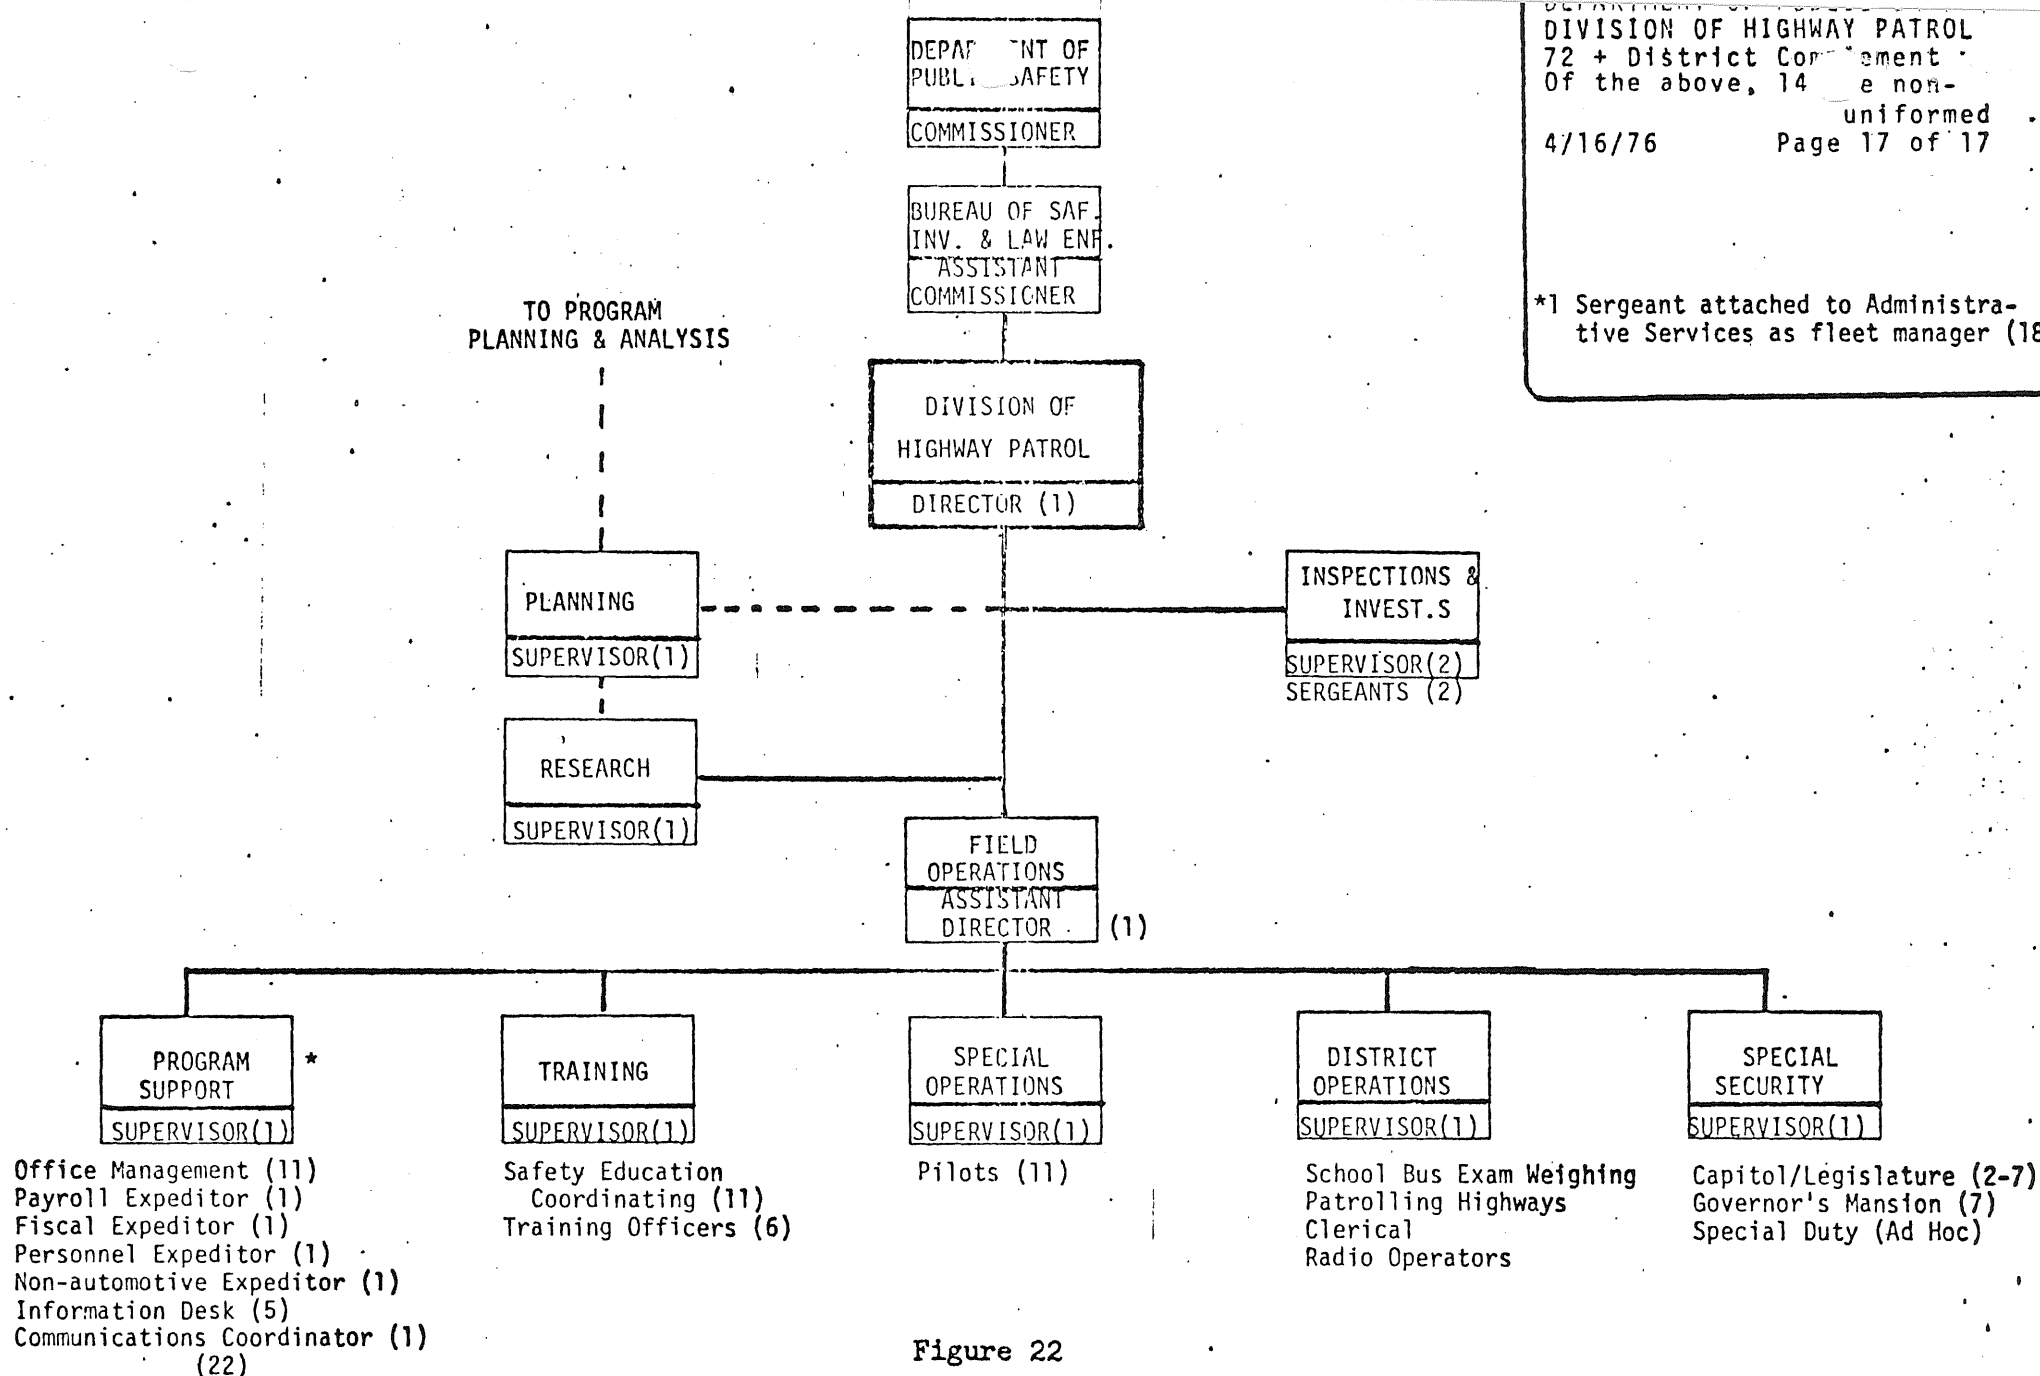 DIVISION OF HIGHWAY PATROL
72 + District
Of the above, 14 non-
uniformed
4/16/76 Page 17 of 17
*1 Sergeant attached to Administra-
tive Services as fleet manager (18
OF
COMMISSIONER
BUREAU OF SAF.
INV. & LAW ENF.
ASSISTANT
COMMISSIONER
TO PROGRAM
PLANNING & ANALYSIS
DIVISION OF
HIGHWAY PATROL
DIRECTOR (1)
PLANNING
SUPERVISOR(1)
INSPECTIONS &
INVEST.S
SUPERVISOR(2)
SERGEANTS (2)
RESEARCH
SUPERVISOR(1)
FIELD
OPERATIONS
ASSISTANT
DIRECTOR (1)
PROGRAM *
SUPPORT
SUPERVISOR(1)
Office Management (11)
Payroll Expeditor (1)
Fiscal Expeditor (1)
Personnel Expeditor (1)
Non-automotive Expeditor (1)
Information Desk (5)
Communications Coordinator (1)
(22)
TRAINING
SUPERVISOR(1)
Safety Education
Coordinating (11)
Training Officers (6)
SPECIAL
OPERATIONS
SUPERVISOR(1)
Pilots (11)
DISTRICT
OPERATIONS
SUPERVISOR(1)
School Bus Exam Weighing
Patrolling Highways
Clerical
Radio Operators
SPECIAL
SECURITY
SUPERVISOR(1)
Capitol/Legislature (2-7)
Governor's Mansion (7)
Special Duty (Ad Hoc)
Figure 22